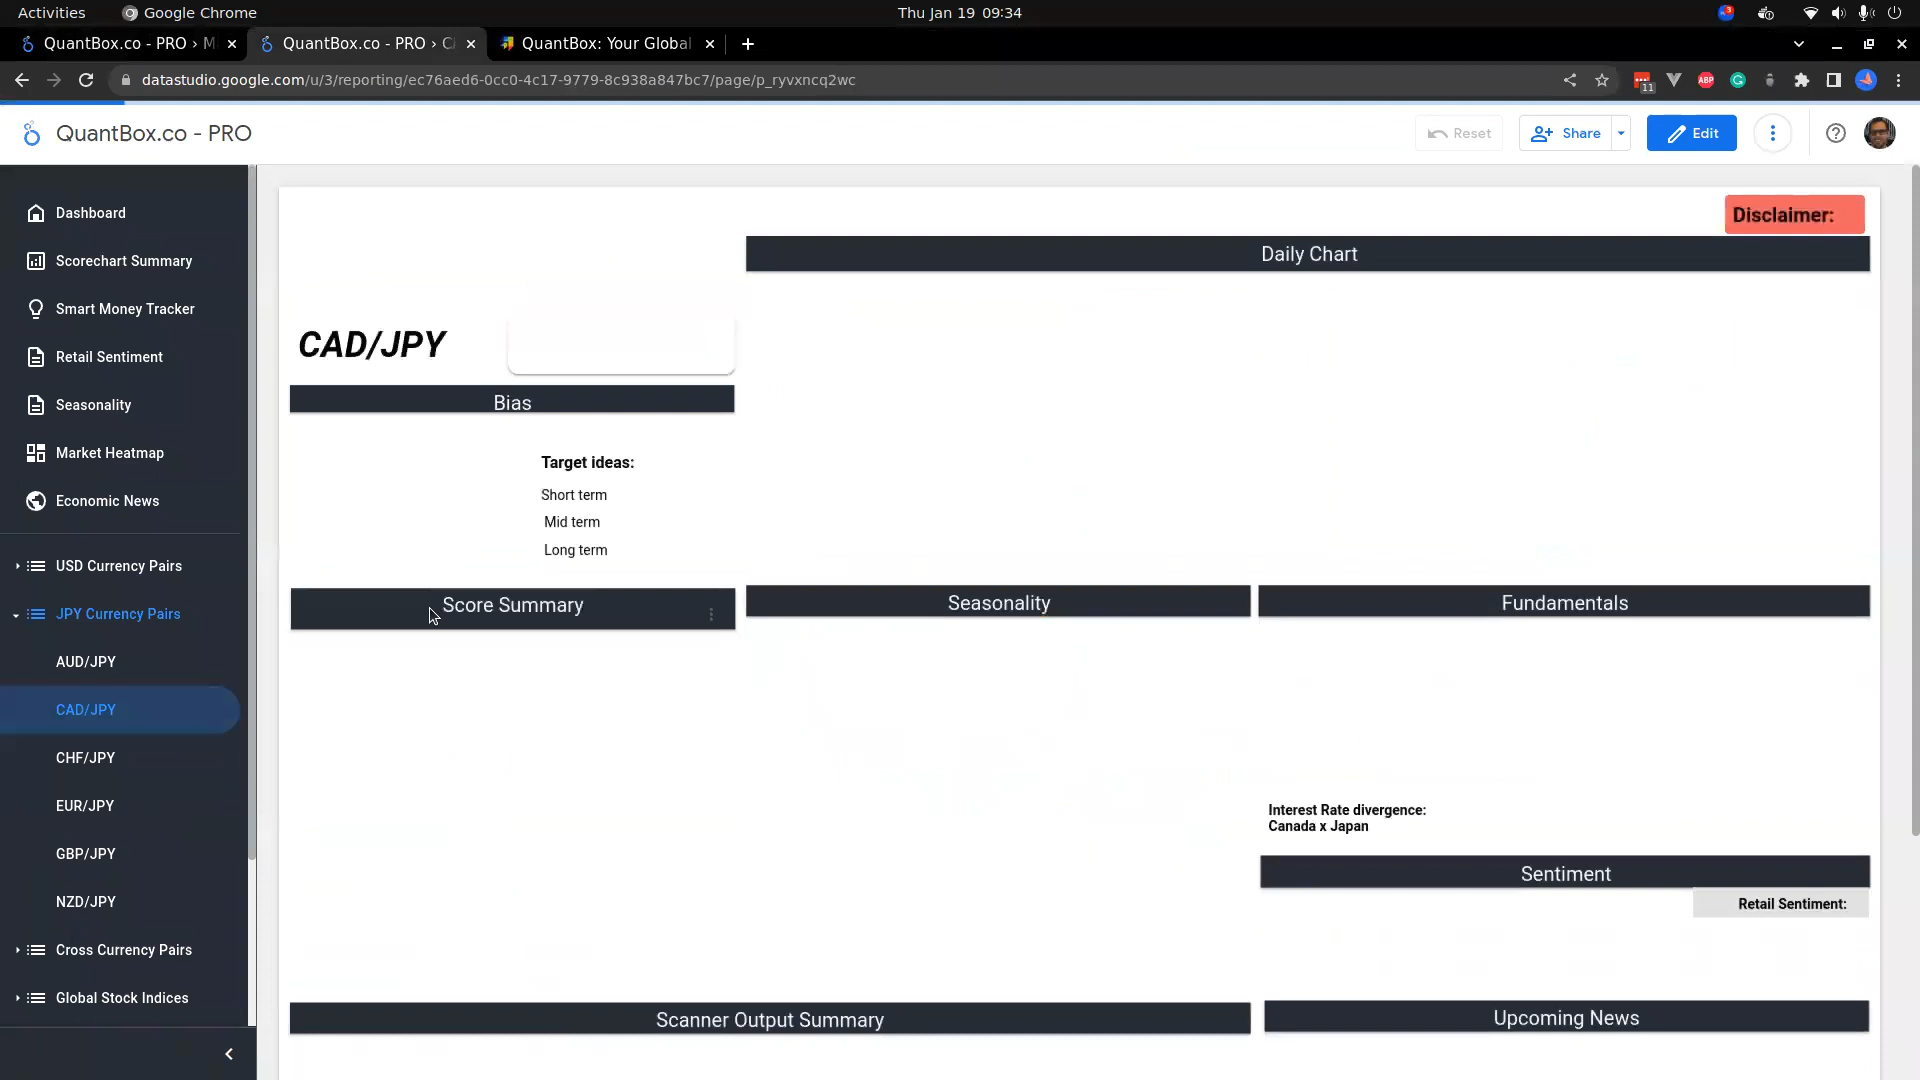 Activities
Google Chrome
Thu Jan 19 09:34
3
QuantBox.co - PRO › M
QuantBox.co - PRO › C
QuantBox: Your Global
datastudio.google.com/u/3/reporting/ec76aed6-0cc0-4c17-9779-8c938a847bc7/page/p_ryvxncq2wc
11
ABP
QuantBox.co - PRO
Reset
Share
Edit
Dashboard
Scorechart Summary
Smart Money Tracker
Retail Sentiment
Seasonality
Market Heatmap
Economic News
USD Currency Pairs
JPY Currency Pairs
AUD/JPY
CAD/JPY
CHF/JPY
EUR/JPY
GBP/JPY
NZD/JPY
Cross Currency Pairs
Global Stock Indices
Disclaimer:
Daily Chart
CAD/JPY
Bias
Target ideas:
Short term
Mid term
Long term
Score Summary
Seasonality
Fundamentals
Interest Rate divergence:
Canada x Japan
Sentiment
Retail Sentiment:
Scanner Output Summary
Upcoming News